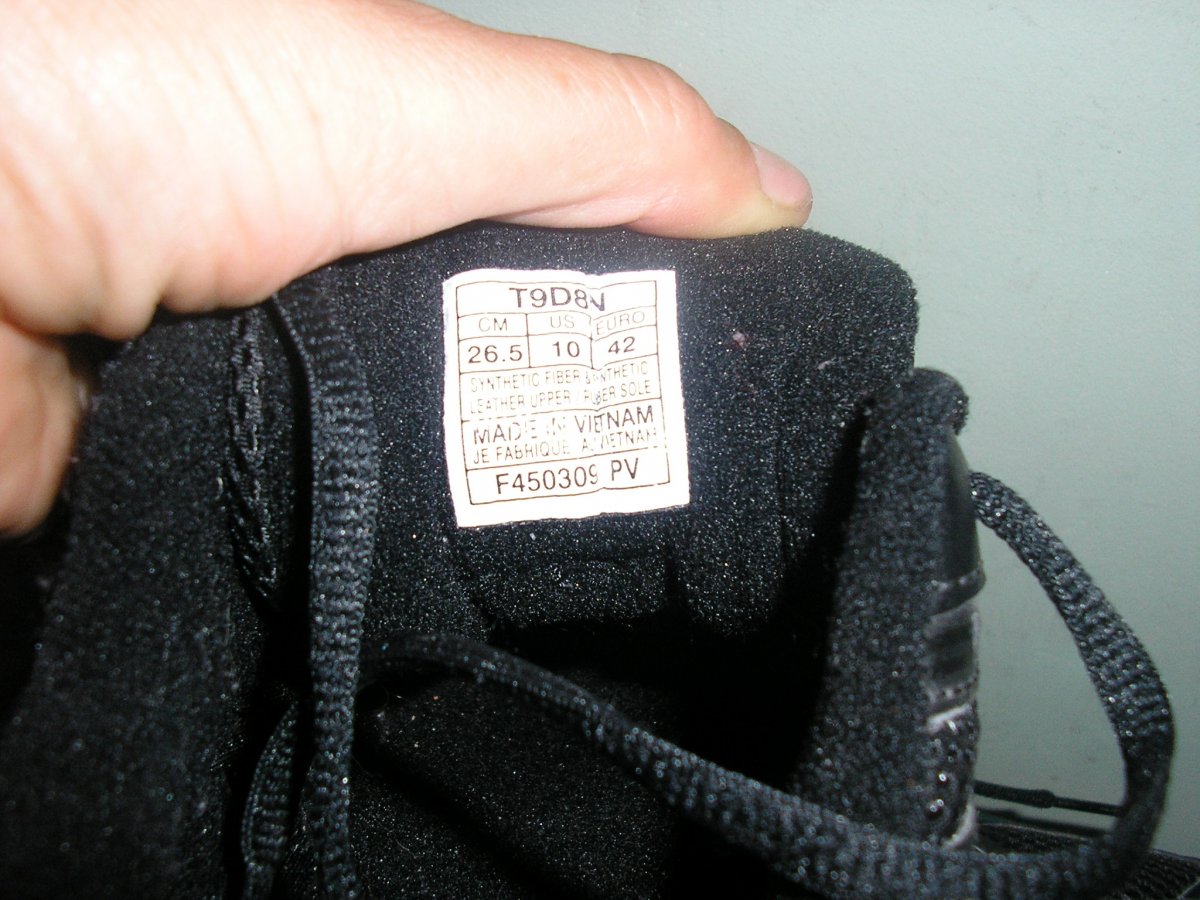 T9D8N
CM US EURO
26.5 10 42
SYNTHETIC FIBER SYNTHETIC
LEATHER UPPER / RUBBER SOLE
MADE IN VIETNAM
JE FABRIQUE AU VIETNAM
F450309 PV